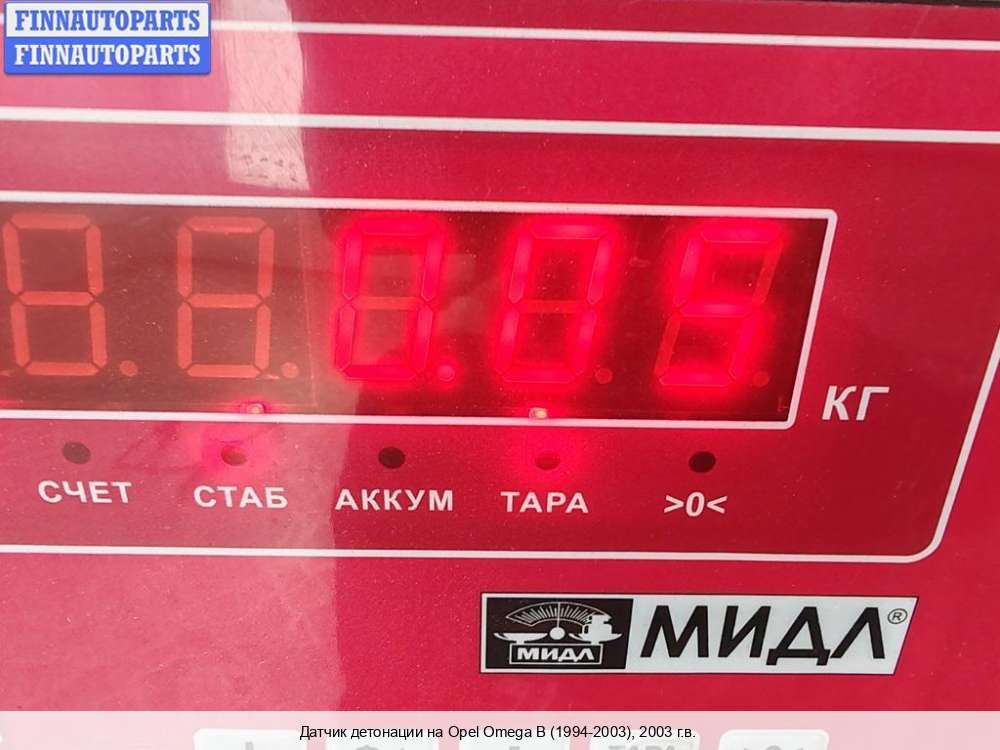 FINNAUTOPARTS
FINNAUTOPARTS
0.05
КГ
СЧЕТ СТАБ АККУМ ТАРА >0<
МИДЛ МИДЛ®
Датчик детонации на Opel Omega B (1994-2003), 2003 г.в.